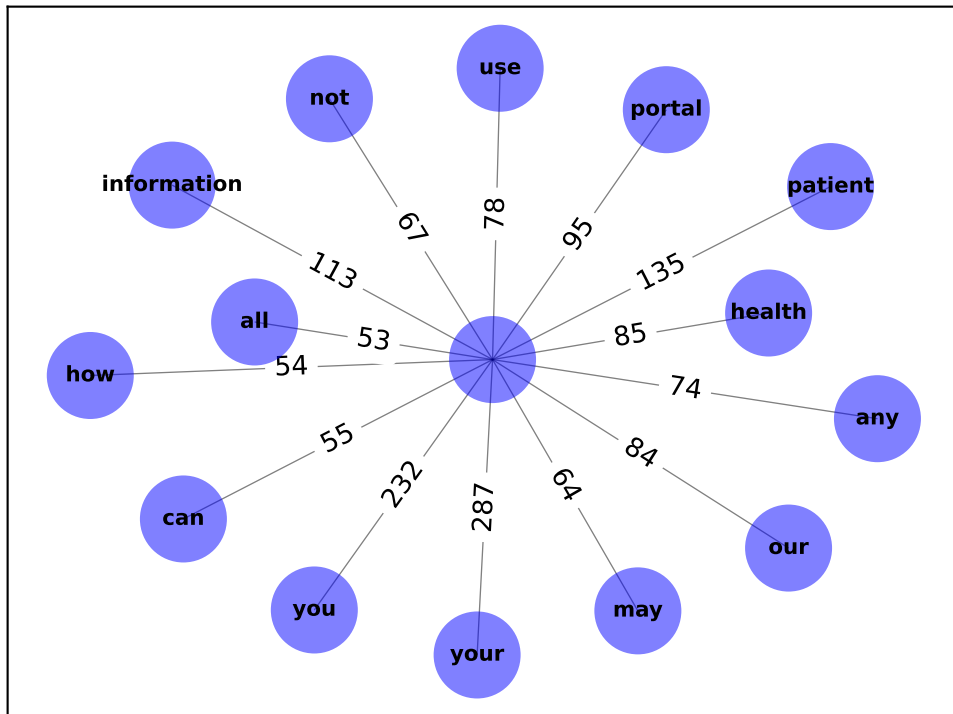 use
not
portal
information
patient
67
78
95
113
135
health
all
53
85
how
54
74
any
can
55
232
287
64
84
our
you
may
your